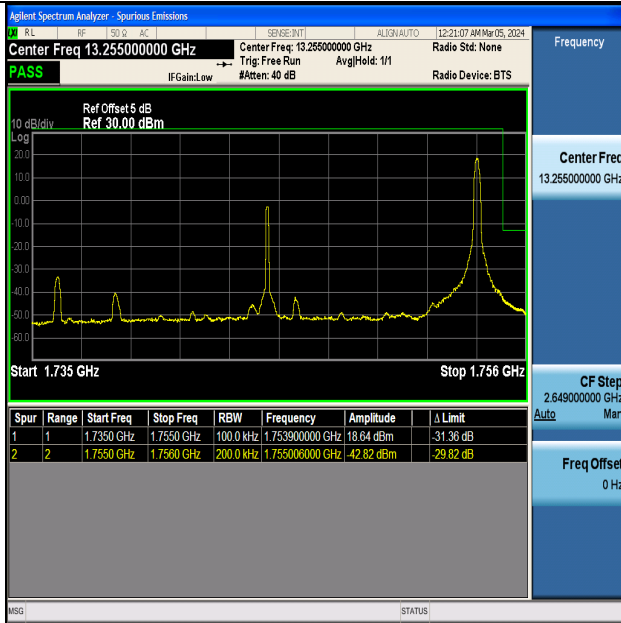 Agilent Spectrum Analyzer - Spurious Emissions
RL RF 50 Ω AC SENSE:INT ALIGN AUTO 12:21:07 AM Mar 05, 2024
Center Freq 13.255000000 GHz Center Freq: 13.255000000 GHz Radio Std: None
Trig: Free Run Avg|Hold: 1/1
PASS IFGain:Low #Atten: 40 dB Radio Device: BTS
Ref Offset 5 dB
10 dB/div Ref 30.00 dBm
Log
20.0
10.0
0.00
-10.0
-20.0
-30.0
-40.0
-50.0
-60.0
Start 1.735 GHz Stop 1.756 GHz
Spur Range Start Freq Stop Freq RBW Frequency Amplitude Δ Limit
1 1 1.7350 GHz 1.7550 GHz 100.0 kHz 1.753900000 GHz 18.64 dBm -31.36 dB
2 2 1.7550 GHz 1.7560 GHz 200.0 kHz 1.755006000 GHz -42.82 dBm -29.82 dB
MSG STATUS
Frequency
Center Freq
13.255000000 GHz
CF Step
2.649000000 GHz
Auto Man
Freq Offset
0 Hz